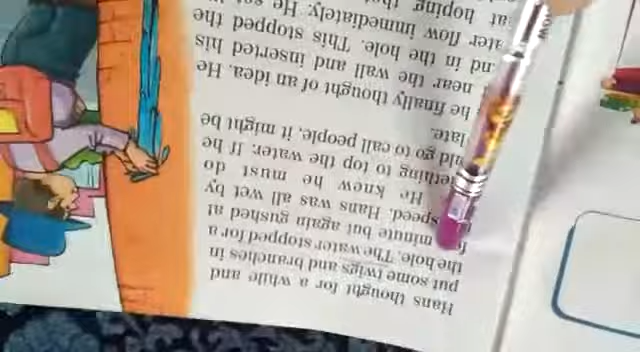 Hans thought for a while and
put some twigs and branches in
the hole. The water stopped for a
minute but again gushed at
speed. Hans was all wet by
He knew he must do
to top the water. If he
go to call people, it might be
late.
he finally thought of an idea. He
near the wall and inserted his
in the hole. This stopped the
flow immediately. He
hoping